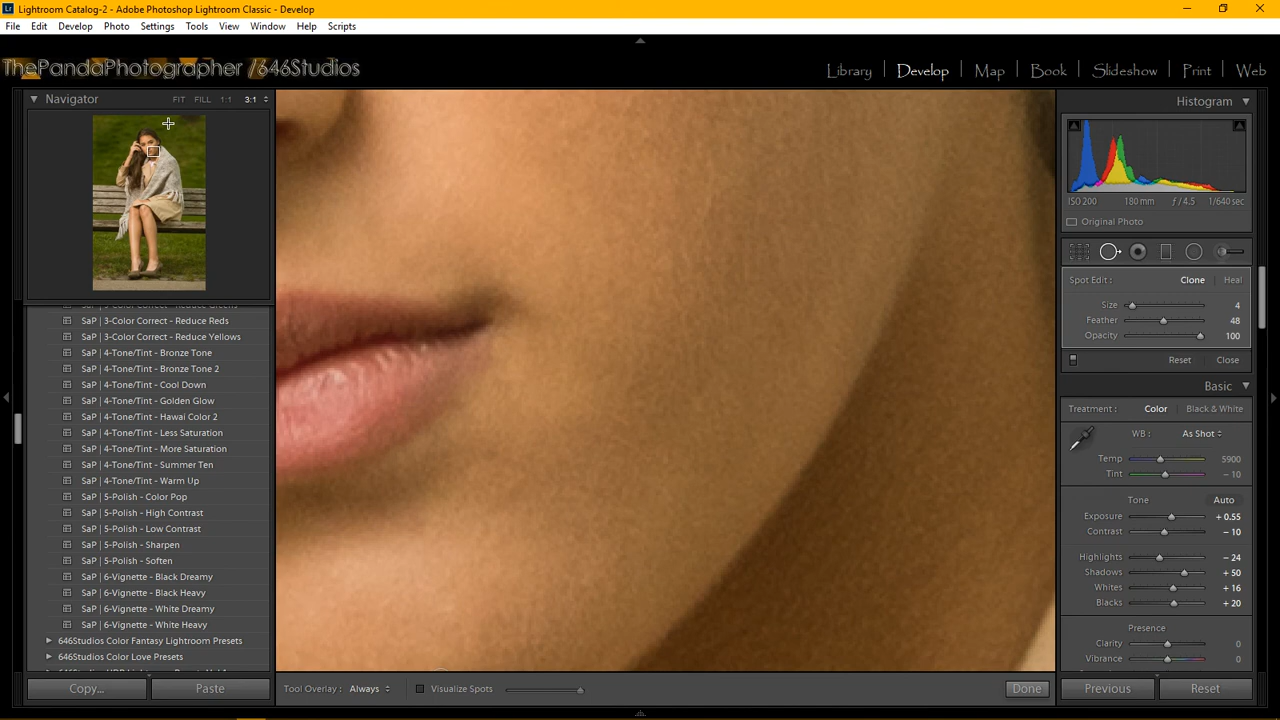 Lightroom Catalog-2 - Adobe Photoshop Lightroom Classic - Develop
File Edit Develop Photo Settings Tools View Window Help Scripts
ThePandaPhotographer /646Studios
Library Develop Map Book Slideshow Print Web
Navigator FIT FILL 1:1 3:1
SaP | 3-Color Correct - Reduce Greens
SaP | 3-Color Correct - Reduce Reds
SaP | 3-Color Correct - Reduce Yellows
SaP | 4-Tone/Tint - Bronze Tone
SaP | 4-Tone/Tint - Bronze Tone 2
SaP | 4-Tone/Tint - Cool Down
SaP | 4-Tone/Tint - Golden Glow
SaP | 4-Tone/Tint - Hawai Color 2
SaP | 4-Tone/Tint - Less Saturation
SaP | 4-Tone/Tint - More Saturation
SaP | 4-Tone/Tint - Summer Ten
SaP | 4-Tone/Tint - Warm Up
SaP | 5-Polish - Color Pop
SaP | 5-Polish - High Contrast
SaP | 5-Polish - Low Contrast
SaP | 5-Polish - Sharpen
SaP | 5-Polish - Soften
SaP | 6-Vignette - Black Dreamy
SaP | 6-Vignette - Black Heavy
SaP | 6-Vignette - White Dreamy
SaP | 6-Vignette - White Heavy
646Studios Color Fantasy Lightroom Presets
646Studios Color Love Presets
Copy... Paste
Tool Overlay : Always Visualize Spots Done
Histogram
ISO 200 180 mm ƒ / 4.5 1/640 sec
Original Photo
Spot Edit : Clone Heal
Size 4
Feather 48
Opacity 100
Reset Close
Basic
Treatment : Color Black & White
WB : As Shot
Temp 5900
Tint - 10
Tone Auto
Exposure + 0.55
Contrast - 10
Highlights - 24
Shadows + 50
Whites + 16
Blacks + 20
Presence
Clarity 0
Vibrance 0
Previous Reset